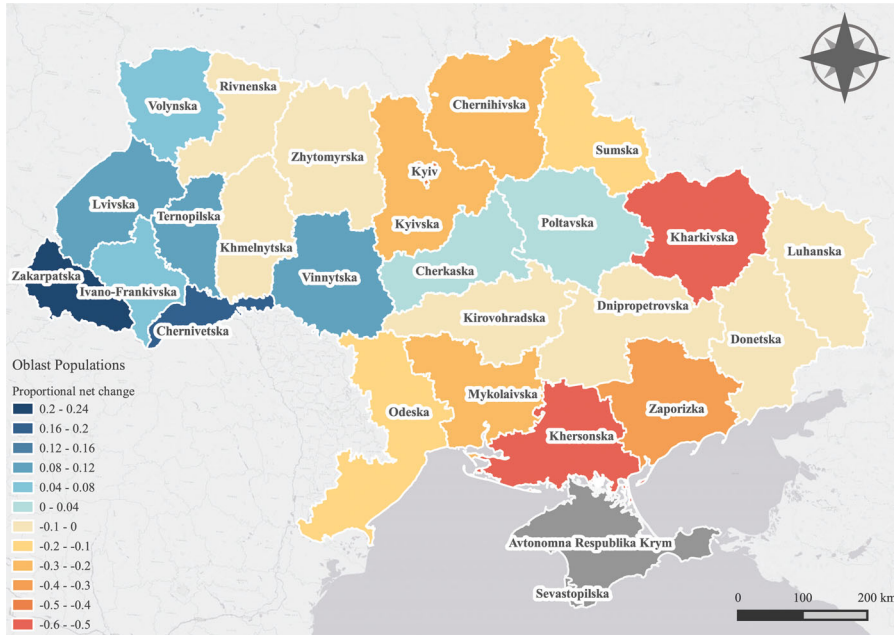 Rivnenska
Volynska
Chernihivska
Zhytomyrska
Sumska
Kyiv
Lvivska
Ternopilska
Kyivska
Poltavska
Kharkivska
Khmelnytska
Luhanska
Zakarpatska
Vinnytska
Cherkaska
Ivano-Frankivska
Dnipropetrovska
Chernivetska
Kirovohradska
Donetska
Oblast Populations
Proportional net change
0.2 - 0.24
0.16 - 0.2
0.12 - 0.16
0.08 - 0.12
0.04 - 0.08
0 - 0.04
-0.1 - 0
-0.2 - -0.1
-0.3 - -0.2
-0.4 - -0.3
-0.5 - -0.4
-0.6 - -0.5
Odeska
Mykolaivska
Zaporizka
Khersonska
Avtonomna Respublika Krym
Sevastopilska
0 100 200 km